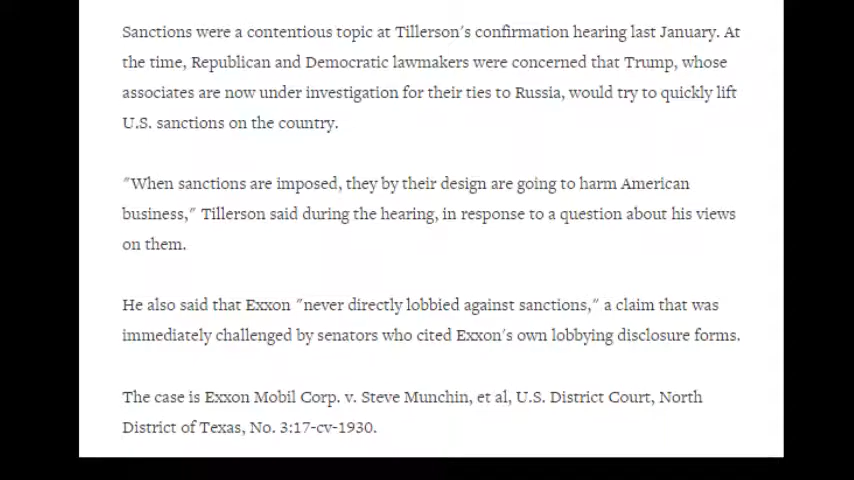 Sanctions were a contentious topic at Tillerson's confirmation hearing last January. At
the time, Republican and Democratic lawmakers were concerned that Trump, whose
associates are now under investigation for their ties to Russia, would try to quickly lift
U.S. sanctions on the country.
"When sanctions are imposed, they by their design are going to harm American
business," Tillerson said during the hearing, in response to a question about his views
on them.
He also said that Exxon "never directly lobbied against sanctions," a claim that was
immediately challenged by senators who cited Exxon's own lobbying disclosure forms.
The case is Exxon Mobil Corp. v. Steve Munchin, et al, U.S. District Court, North
District of Texas, No. 3:17-cv-1930.